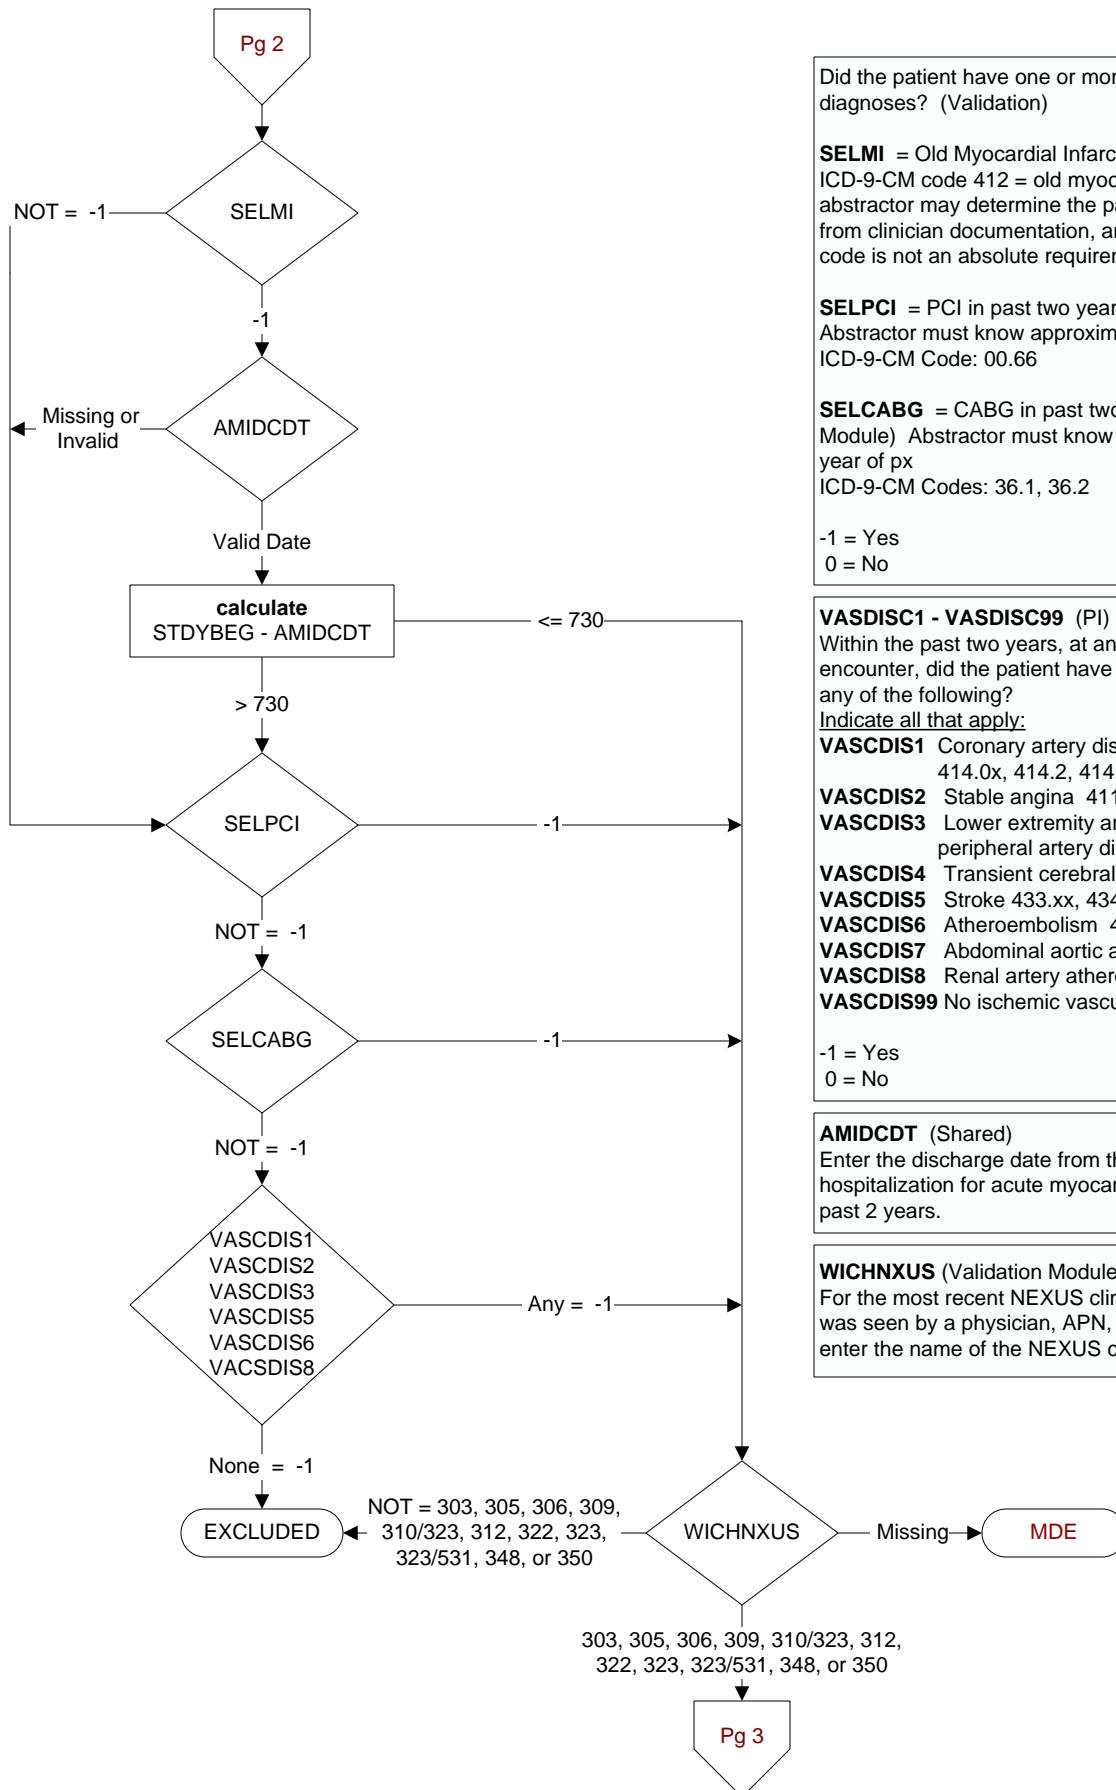 Pg 2
SELMI
NOT = -1
-1
AMIDCDT
Missing or
Invalid
Valid Date
calculate
STDYBEG - AMIDCDT
<= 730
> 730
SELPCI
-1
NOT = -1
SELCABG
-1
NOT = -1
VASCDIS1
VASCDIS2
VASCDIS3
VASCDIS5
VASCDIS6
VACSDIS8
Any = -1
None = -1
EXCLUDED
NOT = 303, 305, 306, 309,
310/323, 312, 322, 323,
323/531, 348, or 350
WICHNXUS
Missing
MDE
303, 305, 306, 309, 310/323, 312,
322, 323, 323/531, 348, or 350
Pg 3
Did the patient have one or mor
diagnoses? (Validation)
SELMI = Old Myocardial Infarc
ICD-9-CM code 412 = old myoc
abstractor may determine the pa
from clinician documentation, an
code is not an absolute requirem
SELPCI = PCI in past two year
Abstractor must know approxim
ICD-9-CM Code: 00.66
SELCABG = CABG in past two
Module) Abstractor must know
year of px
ICD-9-CM Codes: 36.1, 36.2
-1 = Yes
0 = No
VASDISC1 - VASDISC99 (PI)
Within the past two years, at an
encounter, did the patient have
any of the following?
Indicate all that apply:
VASCDIS1 Coronary artery dis
414.0x, 414.2, 414.
VASCDIS2 Stable angina 411
VASCDIS3 Lower extremity ar
peripheral artery di
VASCDIS4 Transient cerebral
VASCDIS5 Stroke 433.xx, 434
VASCDIS6 Atheroembolism 4
VASCDIS7 Abdominal aortic a
VASCDIS8 Renal artery athero
VASCDIS99 No ischemic vascu
-1 = Yes
0 = No
AMIDCDT (Shared)
Enter the discharge date from th
hospitalization for acute myocar
past 2 years.
WICHNXUS (Validation Module
For the most recent NEXUS clin
was seen by a physician, APN,
enter the name of the NEXUS c